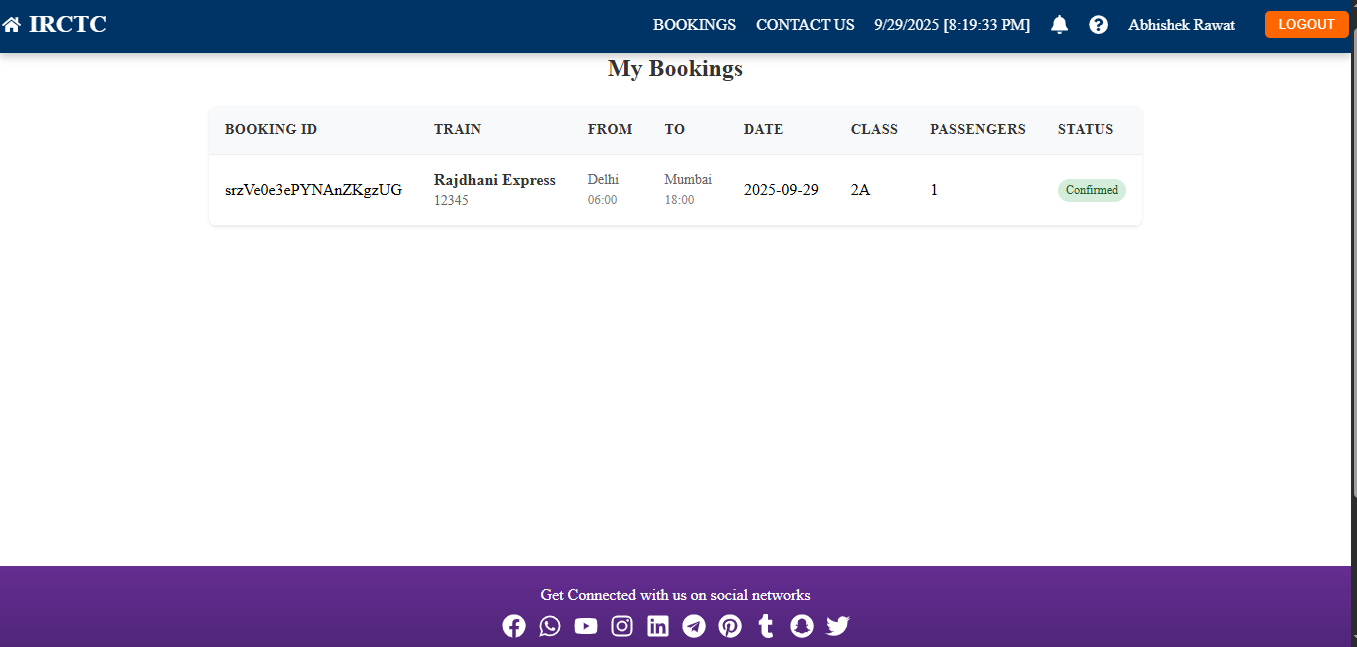 IRCTC BOOKINGS CONTACT US 9/29/2025 [8:19:33 PM] Abhishek Rawat LOGOUT
My Bookings
BOOKING ID TRAIN FROM TO DATE CLASS PASSENGERS STATUS
srzVe0e3ePYNAnZKgzUG Rajdhani Express Delhi Mumbai 2025-09-29 2A 1 Confirmed
12345 06:00 18:00
Get Connected with us on social networks